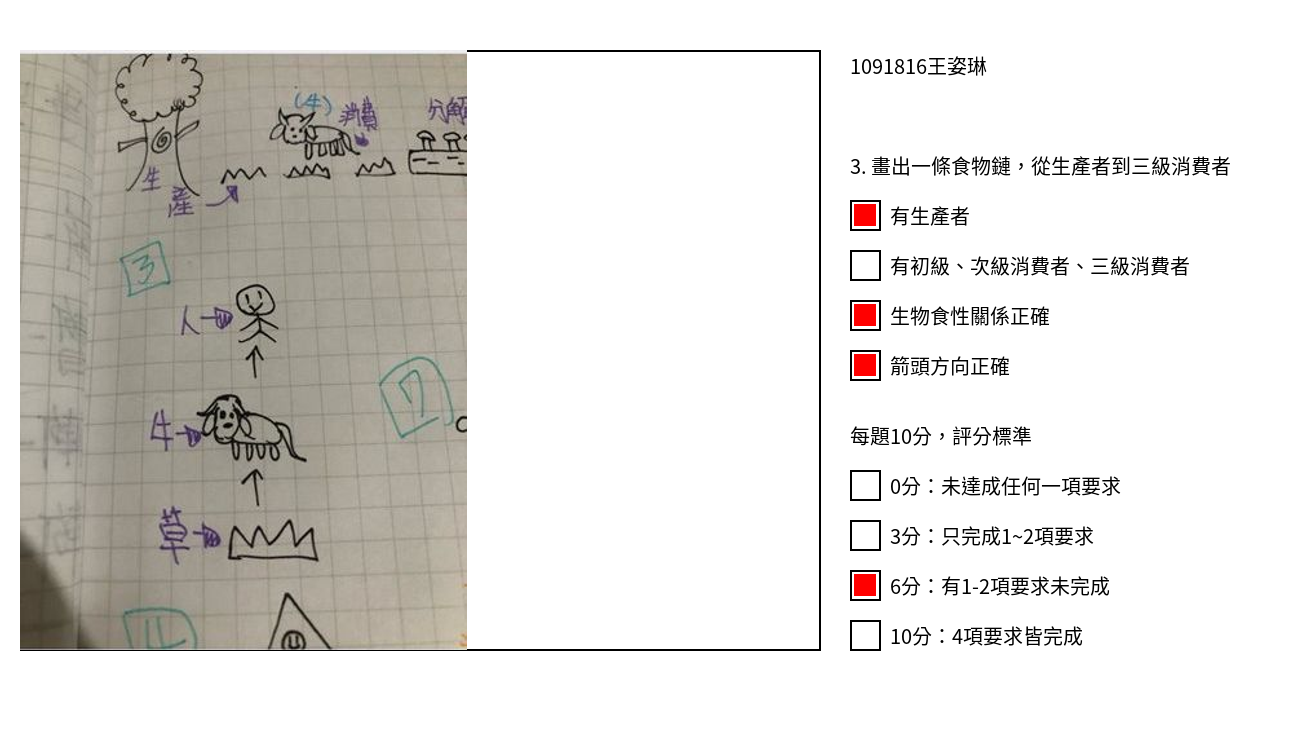 (牛)
消費
分解
生
產
3
人
牛
草
7
4
1091816王姿琳
3. 畫出一條食物鏈，從生產者到三級消費者
有生產者
有初級、次級消費者、三級消費者
生物食性關係正確
箭頭方向正確
每題10分，評分標準
0分：未達成任何一項要求
3分：只完成1~2項要求
6分：有1-2項要求未完成
10分：4項要求皆完成